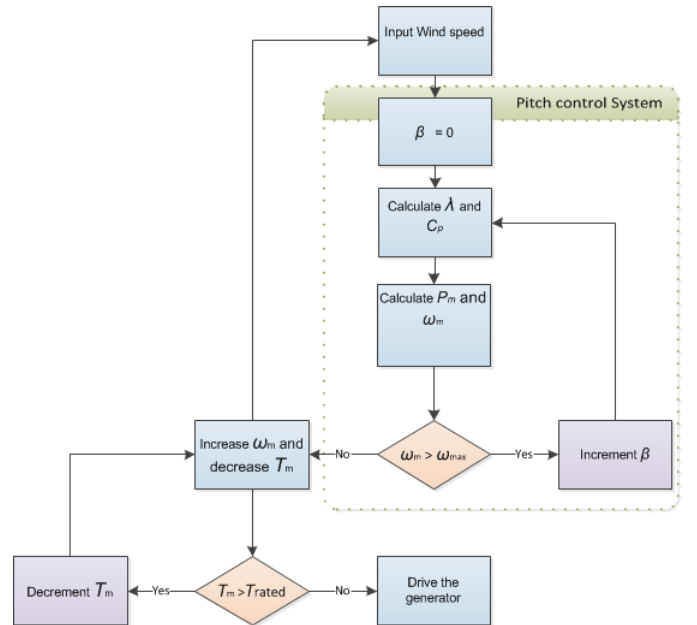 Input Wind speed
Pitch control System
β = 0
Calculate λ and
Cp
Calculate Pm and
ωm
Increase ωm and
decrease Tm
No
ωm > ωmax
Yes
Increment β
Decrement Tm
Yes
Tm >Trated
No
Drive the
generator